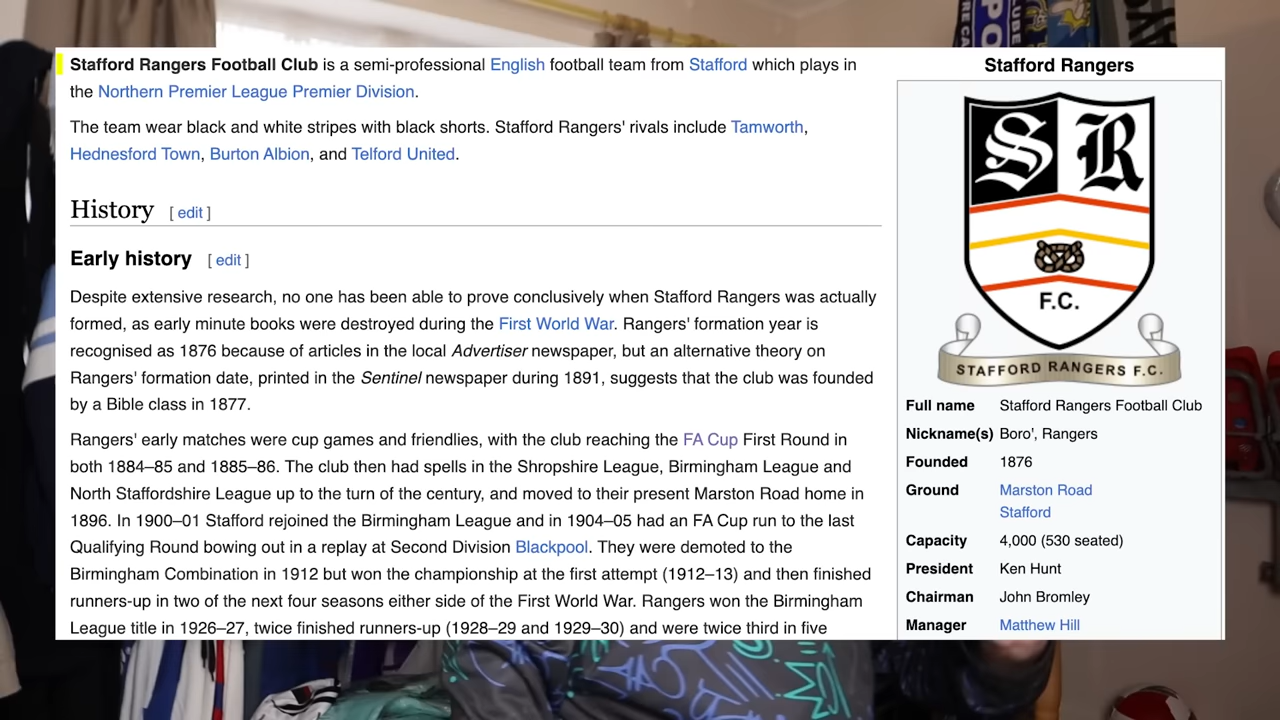 Stafford Rangers Football Club is a semi-professional English football team from Stafford which plays in
the Northern Premier League Premier Division.
The team wear black and white stripes with black shorts. Stafford Rangers' rivals include Tamworth,
Hednesford Town, Burton Albion, and Telford United.
History [ edit ]
Early history [ edit ]
Despite extensive research, no one has been able to prove conclusively when Stafford Rangers was actually
formed, as early minute books were destroyed during the First World War. Rangers' formation year is
recognised as 1876 because of articles in the local Advertiser newspaper, but an alternative theory on
Rangers' formation date, printed in the Sentinel newspaper during 1891, suggests that the club was founded
by a Bible class in 1877.
Rangers' early matches were cup games and friendlies, with the club reaching the FA Cup First Round in
both 1884–85 and 1885–86. The club then had spells in the Shropshire League, Birmingham League and
North Staffordshire League up to the turn of the century, and moved to their present Marston Road home in
1896. In 1900–01 Stafford rejoined the Birmingham League and in 1904–05 had an FA Cup run to the last
Qualifying Round bowing out in a replay at Second Division Blackpool. They were demoted to the
Birmingham Combination in 1912 but won the championship at the first attempt (1912–13) and then finished
runners-up in two of the next four seasons either side of the First World War. Rangers won the Birmingham
League title in 1926–27, twice finished runners-up (1928–29 and 1929–30) and were twice third in five
Stafford Rangers
S R
F.C.
STAFFORD RANGERS F.C.
Full name Stafford Rangers Football Club
Nickname(s) Boro', Rangers
Founded 1876
Ground Marston Road
Stafford
Capacity 4,000 (530 seated)
President Ken Hunt
Chairman John Bromley
Manager Matthew Hill